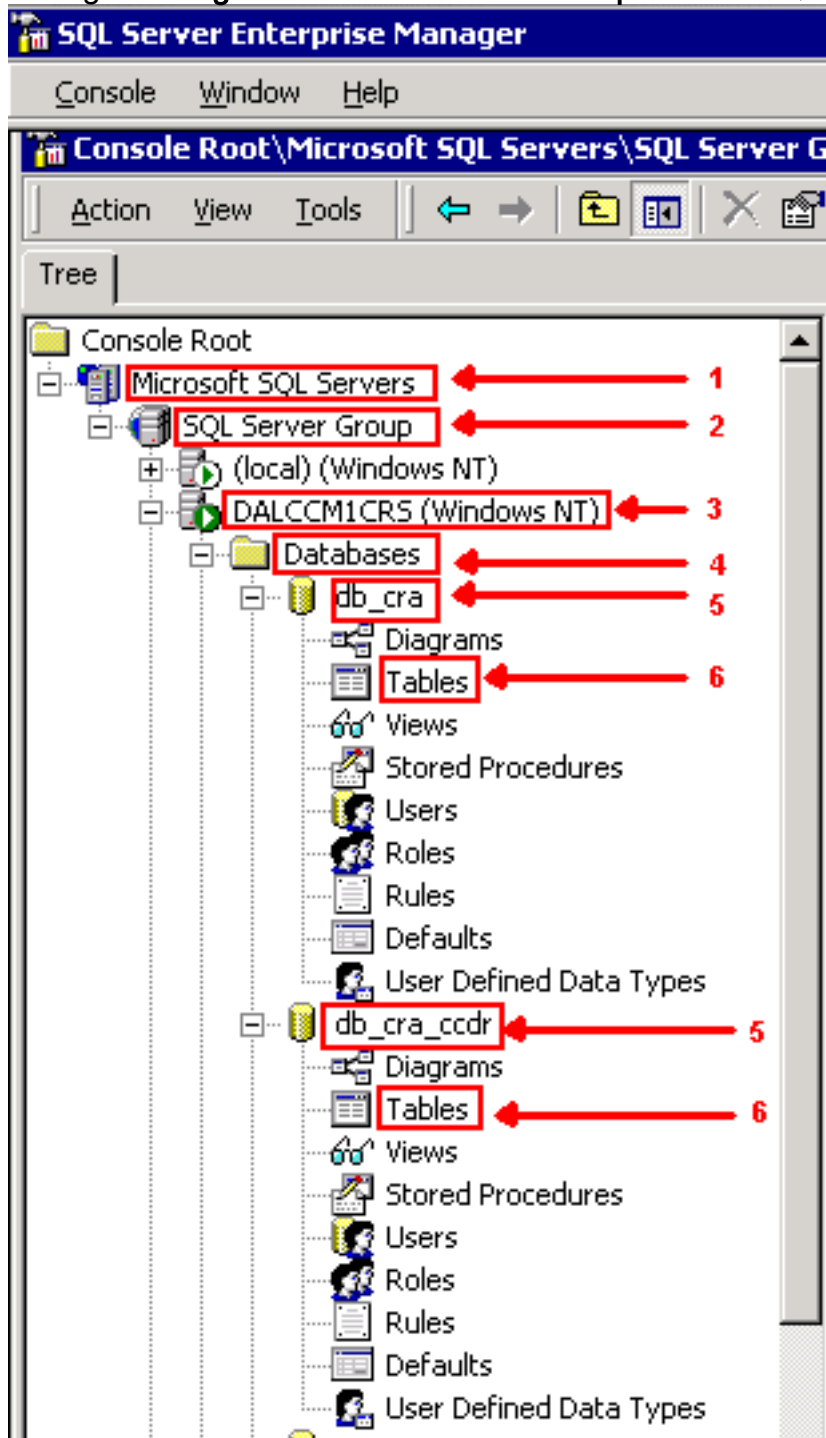 SQL Server Enterprise Manager
Console Window Help
Console Root\Microsoft SQL Servers\SQL Server G
Action View Tools
Tree
Console Root
Microsoft SQL Servers 1
SQL Server Group 2
(local) (Windows NT)
DALCCM1CRS (Windows NT) 3
Databases 4
db_cra 5
Diagrams
Tables 6
Views
Stored Procedures
Users
Roles
Rules
Defaults
User Defined Data Types
db_cra_ccdr 5
Diagrams
Tables 6
Views
Stored Procedures
Users
Roles
Rules
Defaults
User Defined Data Types